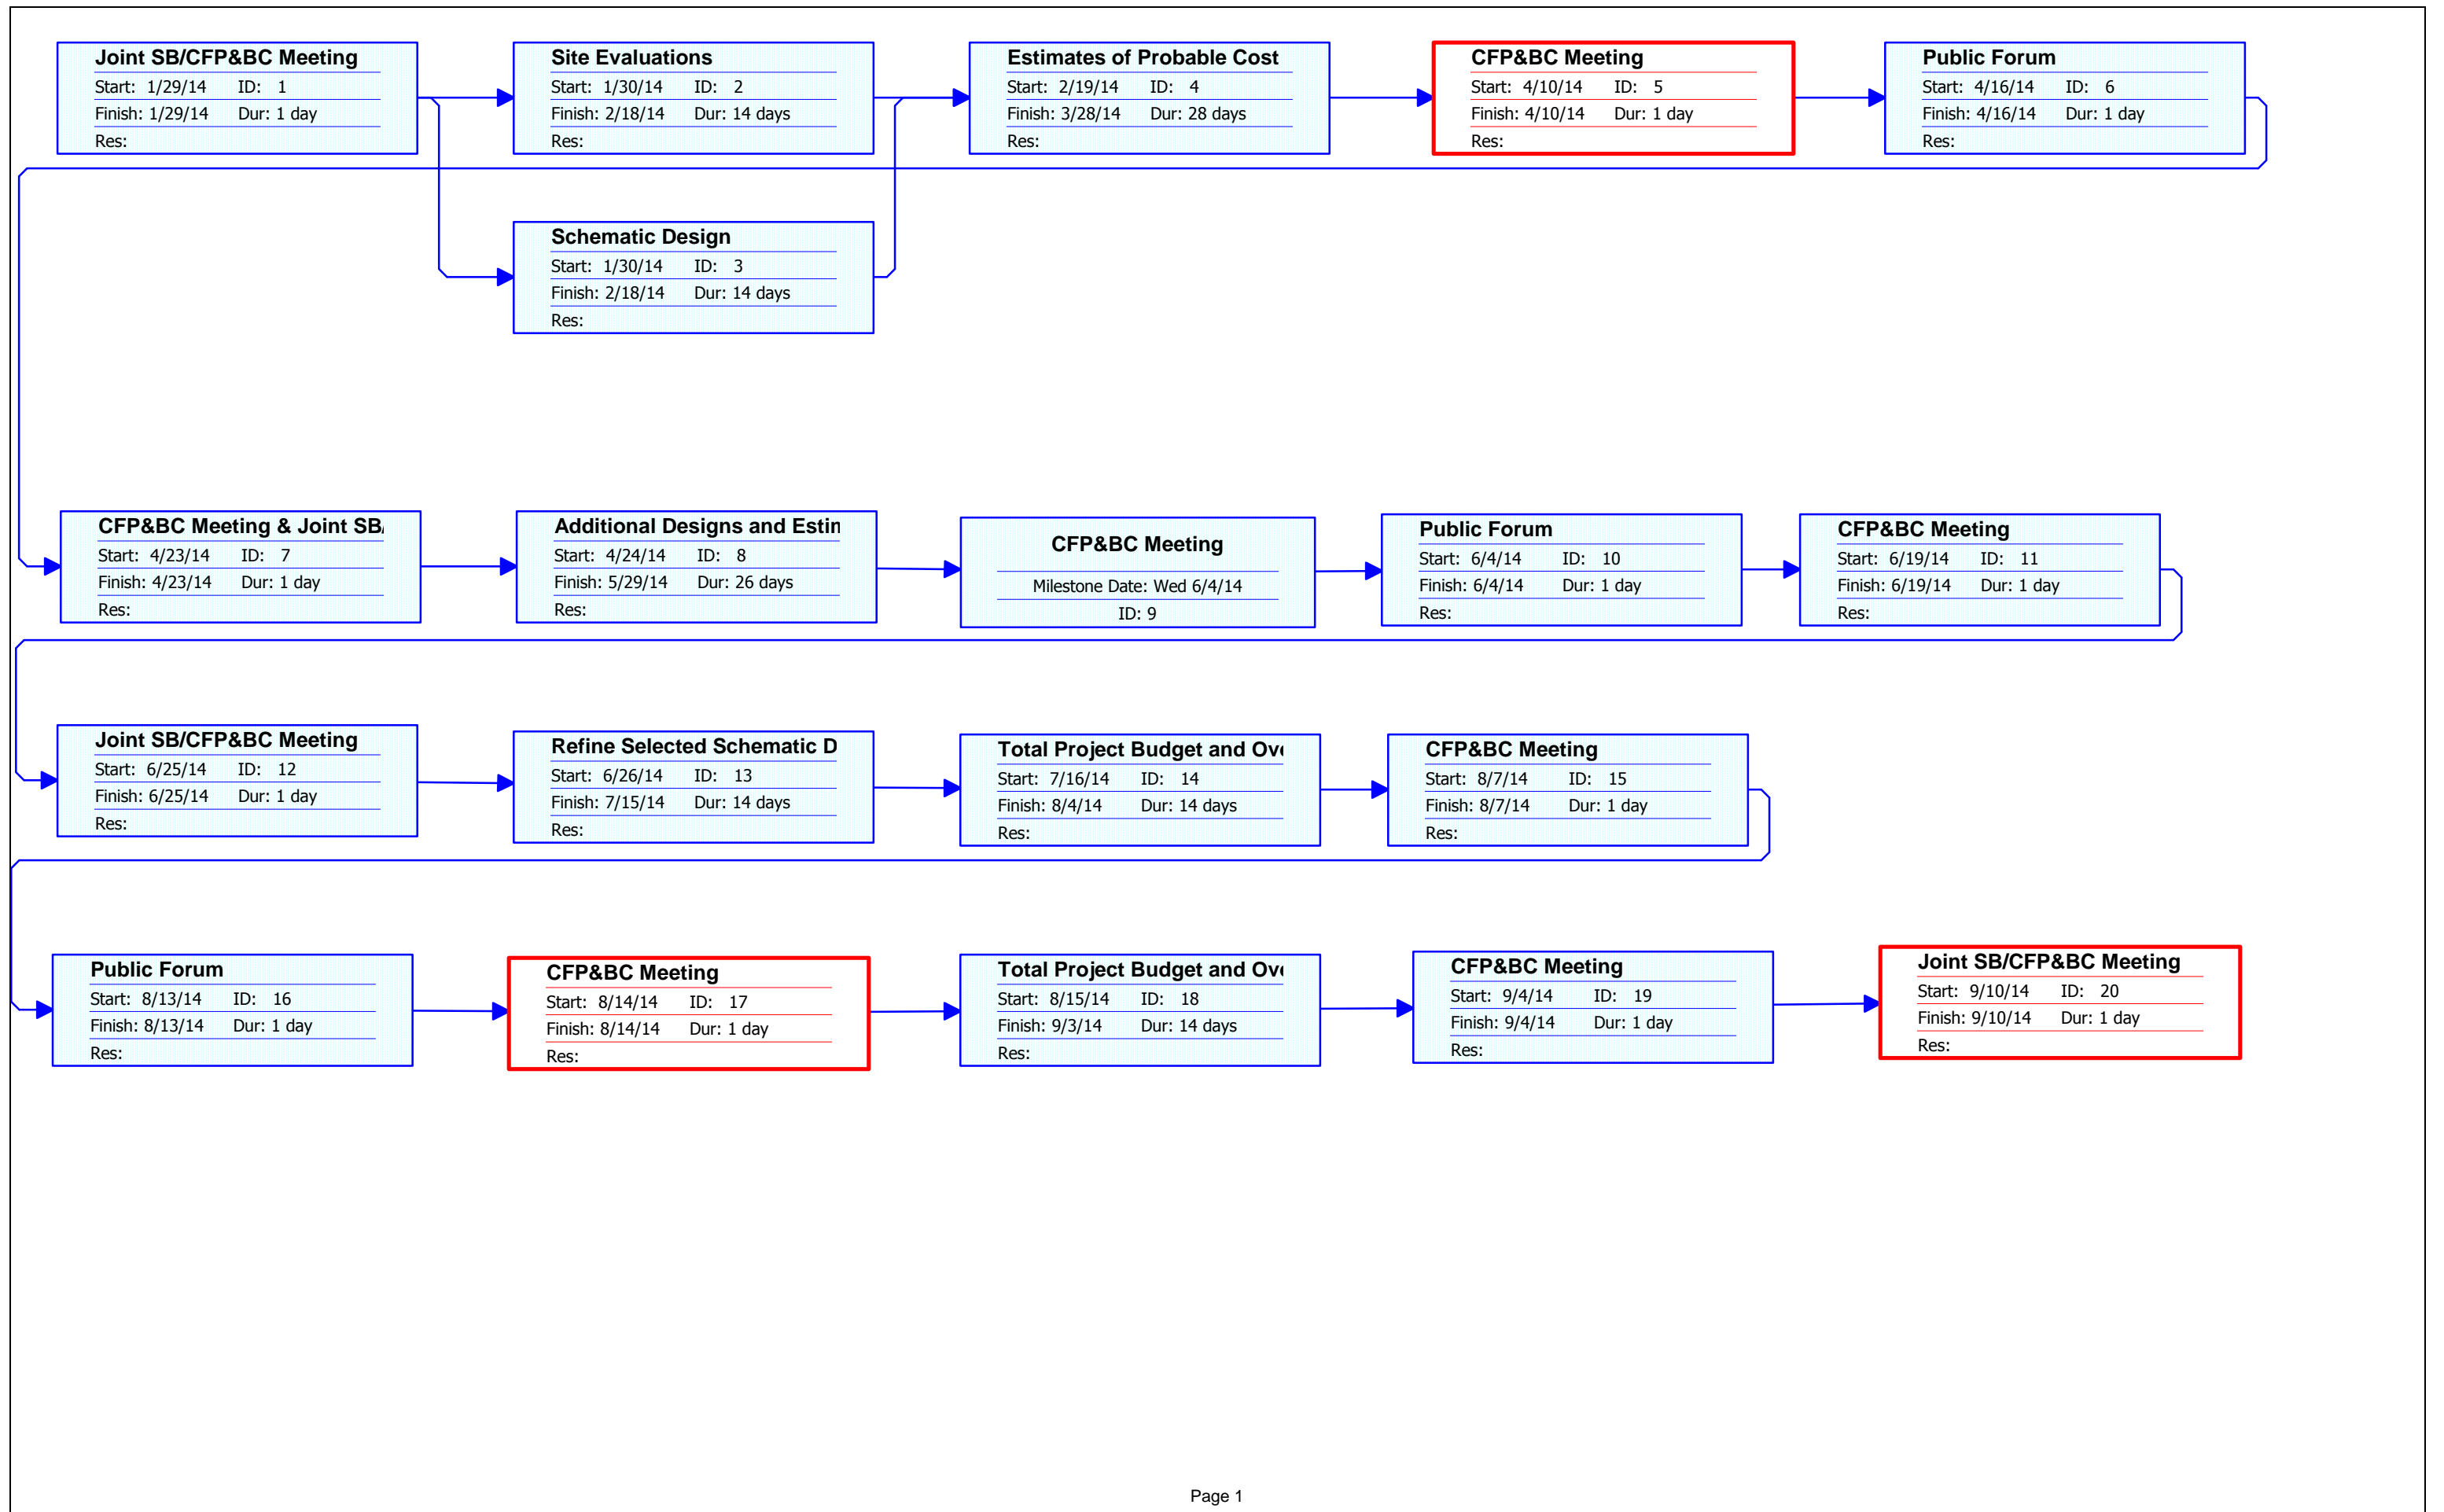 Joint SB/CFP&BC Meeting
Start: 1/29/14 ID: 1
Finish: 1/29/14 Dur: 1 day
Res:
Site Evaluations
Start: 1/30/14 ID: 2
Finish: 2/18/14 Dur: 14 days
Res:
Estimates of Probable Cost
Start: 2/19/14 ID: 4
Finish: 3/28/14 Dur: 28 days
Res:
CFP&BC Meeting
Start: 4/10/14 ID: 5
Finish: 4/10/14 Dur: 1 day
Res:
Public Forum
Start: 4/16/14 ID: 6
Finish: 4/16/14 Dur: 1 day
Res:
Schematic Design
Start: 1/30/14 ID: 3
Finish: 2/18/14 Dur: 14 days
Res:
CFP&BC Meeting & Joint SB/
Start: 4/23/14 ID: 7
Finish: 4/23/14 Dur: 1 day
Res:
Additional Designs and Estin
Start: 4/24/14 ID: 8
Finish: 5/29/14 Dur: 26 days
Res:
CFP&BC Meeting
Milestone Date: Wed 6/4/14
ID: 9
Public Forum
Start: 6/4/14 ID: 10
Finish: 6/4/14 Dur: 1 day
Res:
CFP&BC Meeting
Start: 6/19/14 ID: 11
Finish: 6/19/14 Dur: 1 day
Res:
Joint SB/CFP&BC Meeting
Start: 6/25/14 ID: 12
Finish: 6/25/14 Dur: 1 day
Res:
Refine Selected Schematic D
Start: 6/26/14 ID: 13
Finish: 7/15/14 Dur: 14 days
Res:
Total Project Budget and Ove
Start: 7/16/14 ID: 14
Finish: 8/4/14 Dur: 14 days
Res:
CFP&BC Meeting
Start: 8/7/14 ID: 15
Finish: 8/7/14 Dur: 1 day
Res:
Public Forum
Start: 8/13/14 ID: 16
Finish: 8/13/14 Dur: 1 day
Res:
CFP&BC Meeting
Start: 8/14/14 ID: 17
Finish: 8/14/14 Dur: 1 day
Res:
Total Project Budget and Ove
Start: 8/15/14 ID: 18
Finish: 9/3/14 Dur: 14 days
Res:
CFP&BC Meeting
Start: 9/4/14 ID: 19
Finish: 9/4/14 Dur: 1 day
Res:
Joint SB/CFP&BC Meeting
Start: 9/10/14 ID: 20
Finish: 9/10/14 Dur: 1 day
Res:
Page 1